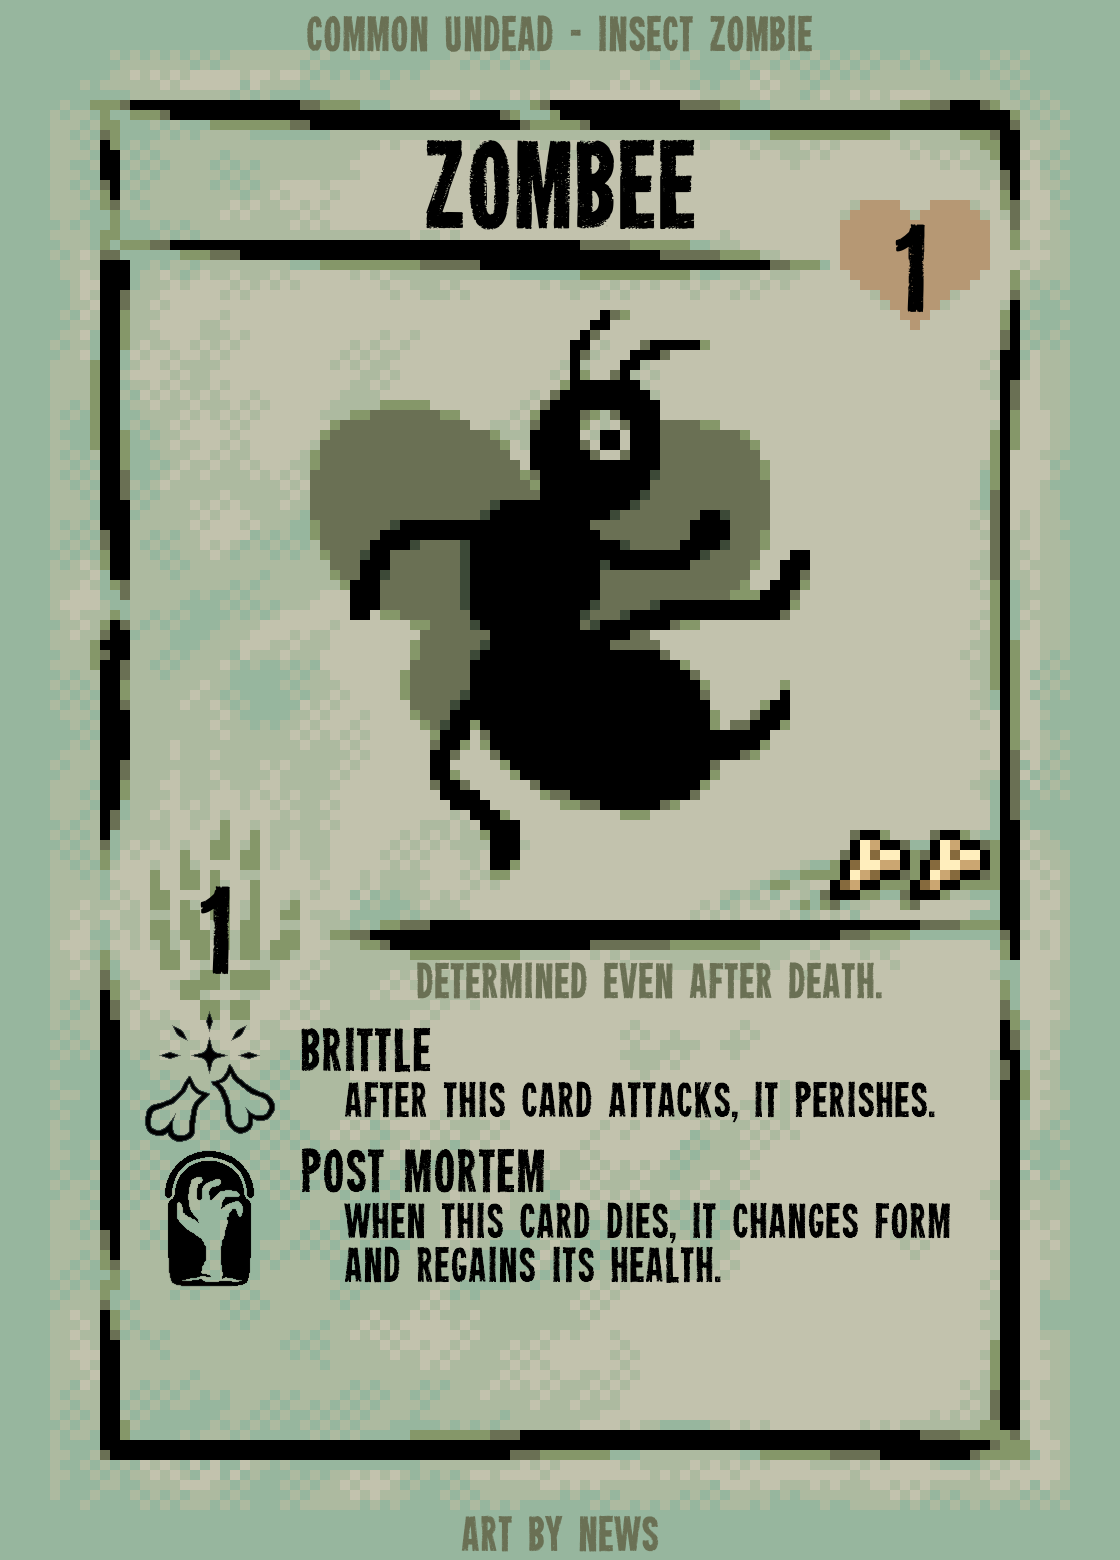 COMMON UNDEAD - INSECT ZOMBIE
ZOMBEE
1
1
DETERMINED EVEN AFTER DEATH.
BRITTLE
AFTER THIS CARD ATTACKS, IT PERISHES.
POST MORTEM
WHEN THIS CARD DIES, IT CHANGES FORM
AND REGAINS ITS HEALTH.
ART BY NEWS